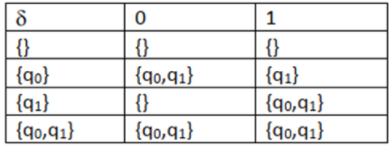 δ 0 1
{} {} {}
{q₀} {q₀,q₁} {q₁}
{q₁} {} {q₀,q₁}
{q₀,q₁} {q₀,q₁} {q₀,q₁}